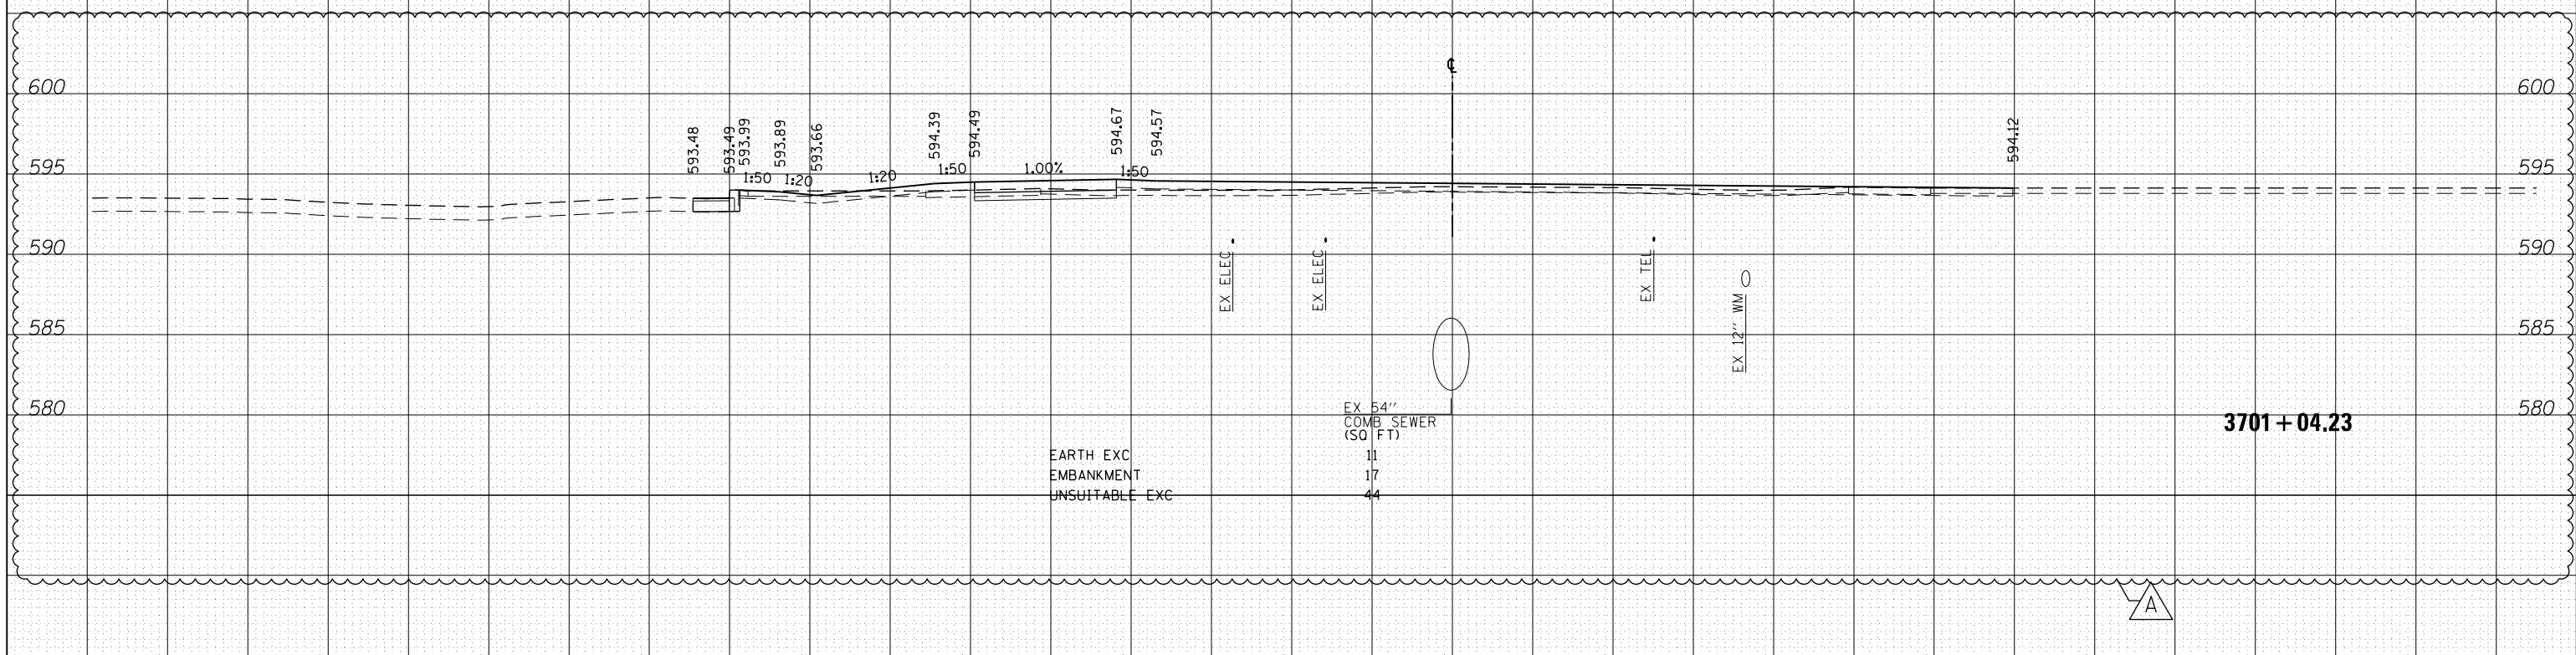 ℄
600 600
593.48 593.49 593.99 593.89 593.66 594.39 594.49 594.67 594.57 594.12
595 595
1:50 1:20 1:20 1:50 1.00% 1:50
590 590
EX ELEC EX ELEC EX TEL
EX 12'' WM
585 585
580 580
EX 54''
COMB SEWER
(SQ FT)
3701+04.23
EARTH EXC 11
EMBANKMENT 17
UNSUITABLE EXC 44
A